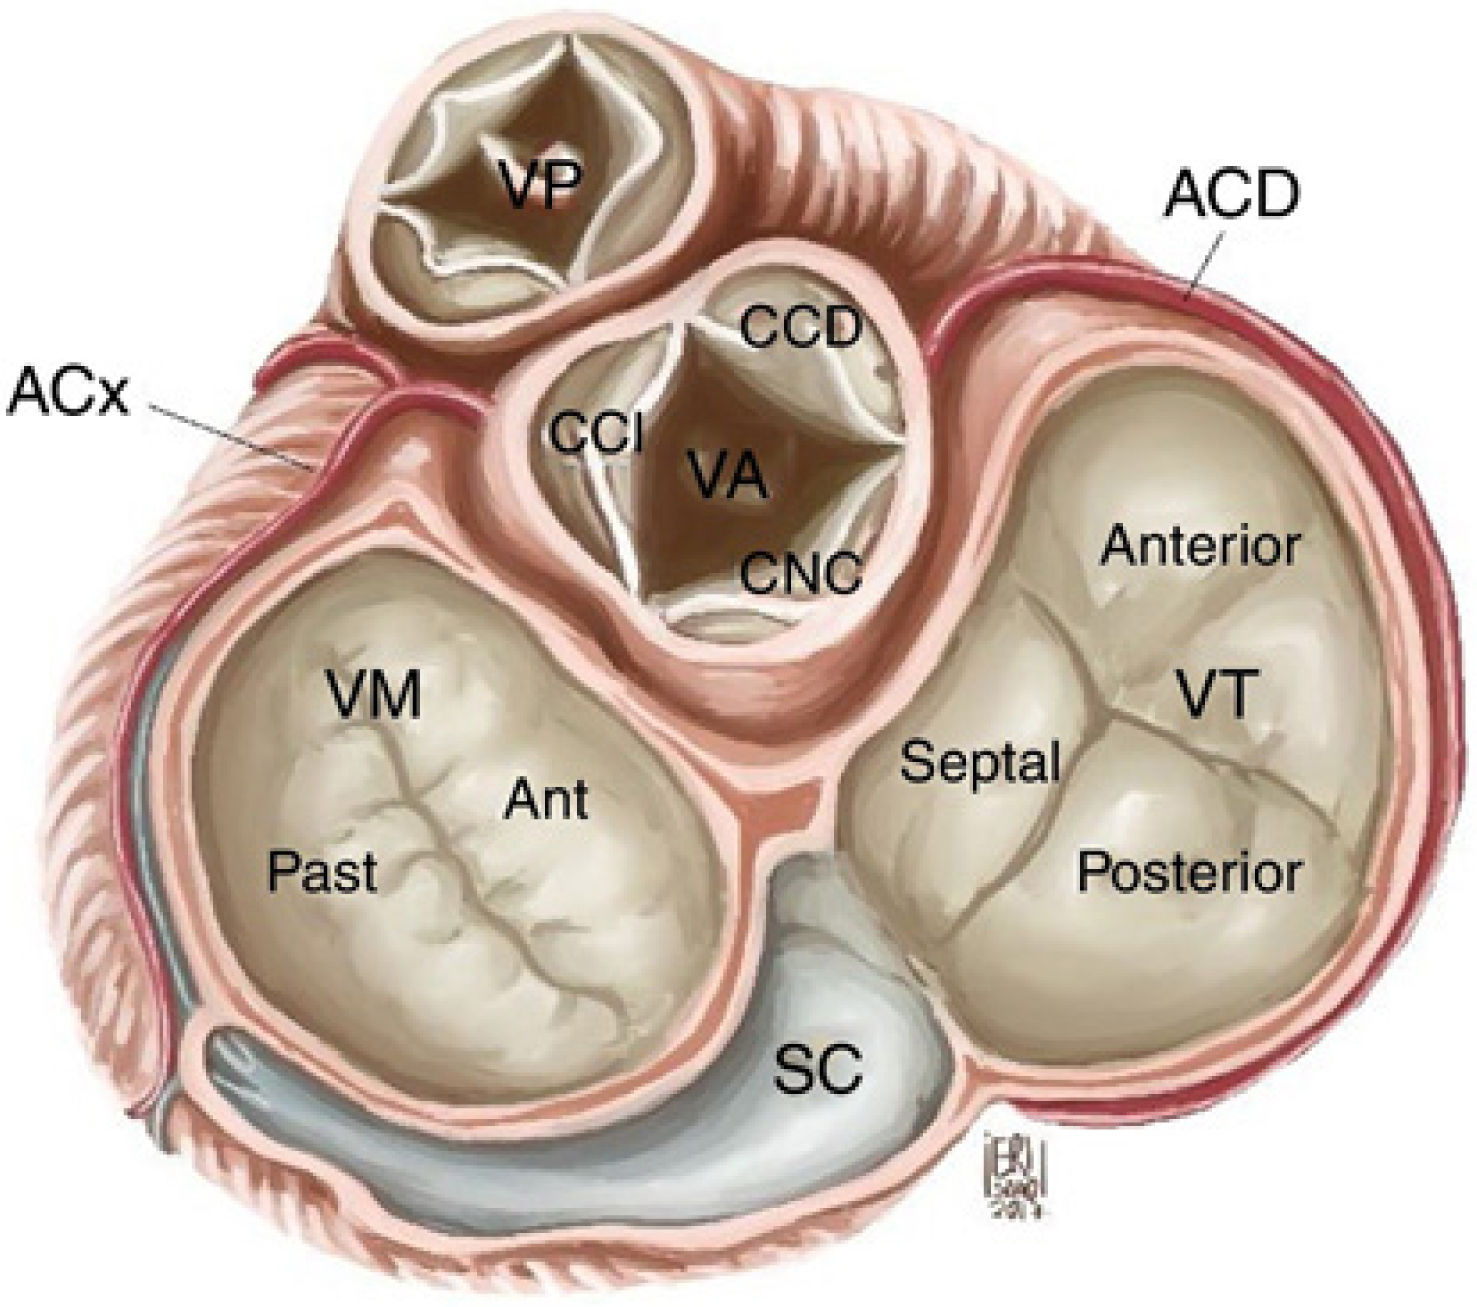 VP
ACD
CCD
ACx
CCI
VA
Anterior
CNC
VM
VT
Septal
Ant
Past
Posterior
SC